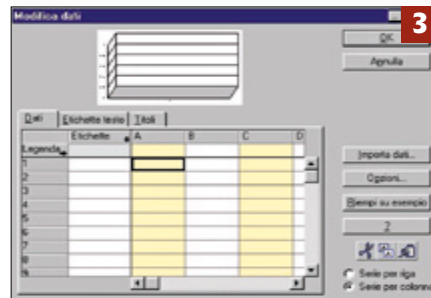 Modifica dati
3
OK
Annulla
Dati Etichette testo Titoli
Etichette A B C D
Legenda
1
2
3
4
5
6
7
8
9
Importa dati...
Opzioni...
Riempi su esempio
?
Serie per riga
Serie per colonna